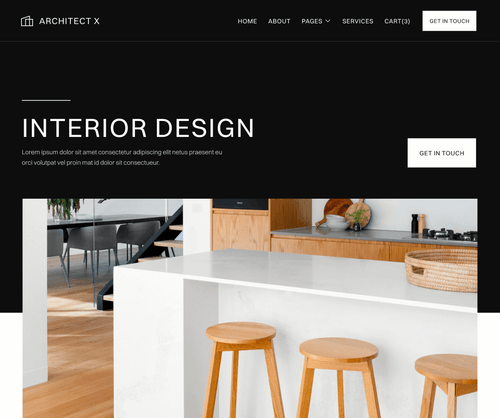 ARCHITECT X
HOME
ABOUT
PAGES
SERVICES
CART(3)
GET IN TOUCH
INTERIOR DESIGN
Lorem ipsum dolor sit amet consectetur adipiscing elit netus praesent eu
orci volutpat vel proin mat id dolor sit consectueur.
GET IN TOUCH